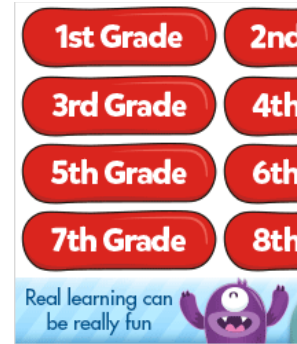 1st Grade 2nd
3rd Grade 4th
5th Grade 6th
7th Grade 8th
Real learning can
be really fun